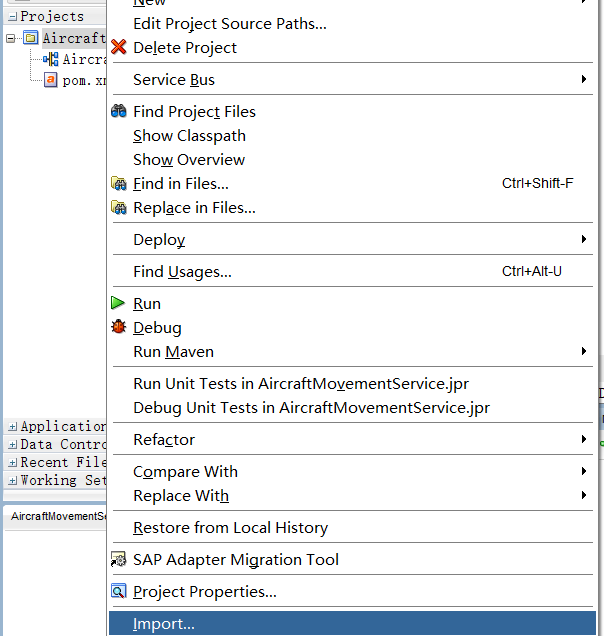 New
Projects
Edit Project Source Paths...
Aircraft
Delete Project
Aircra
pom.xm
Service Bus
Find Project Files
Show Classpath
Show Overview
Find in Files... Ctrl+Shift-F
Replace in Files...
Deploy
Find Usages... Ctrl+Alt-U
Run
Debug
Run Maven
Run Unit Tests in AircraftMovementService.jpr
Debug Unit Tests in AircraftMovementService.jpr
Application
Refactor
Data Contro
Recent File
Compare With
Working Set
Replace With
AircraftMovementSe
Restore from Local History
SAP Adapter Migration Tool
Project Properties...
Import...